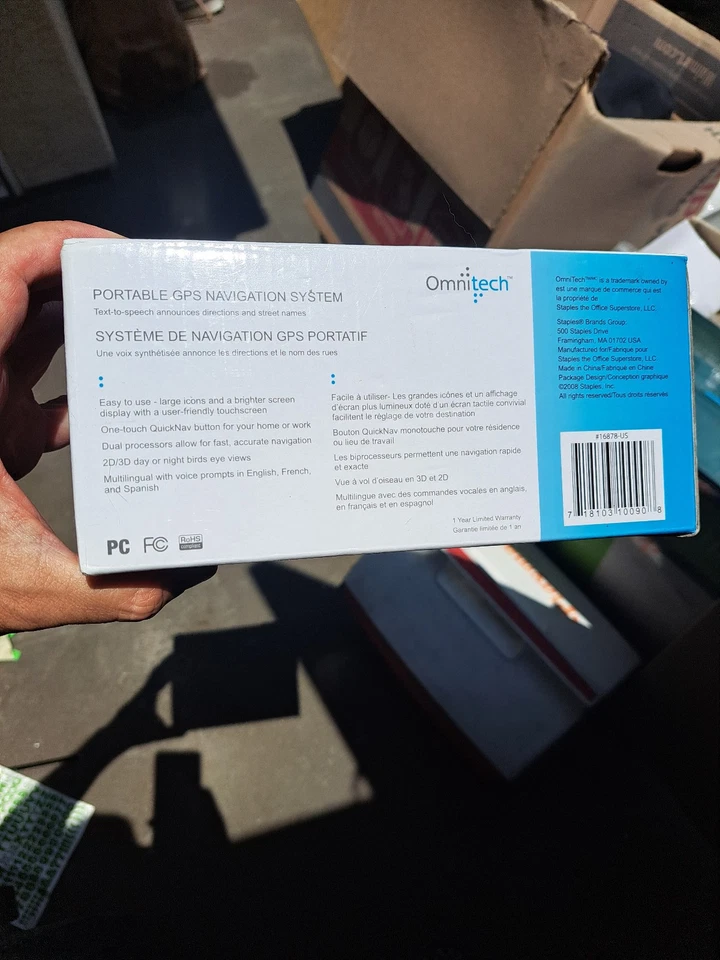 Omnitech™
PORTABLE GPS NAVIGATION SYSTEM
Text-to-speech announces directions and street names
SYSTÈME DE NAVIGATION GPS PORTATIF
Une voix synthétisée annonce les directions et le nom des rues
Easy to use - large icons and a brighter screen
display with a user-friendly touchscreen
One-touch QuickNav button for your home or work
Dual processors allow for fast, accurate navigation
2D/3D day or night birds eye views
Multilingual with voice prompts in English, French,
and Spanish
Facile à utiliser- Les grandes icónes et un affichage
d'écran plus lumineux doté d'un écran tactile convivial
facilitent le réglage de votre destination
Bouton QuickNav monotouche pour votre résidence
ou lieu de travail
Les biprocesseurs permettent une navigation rapide
et exacte
Vue à vol d'oiseau en 3D et 2D
Multilingue avec des commandes vocales en anglais,
en français et en espagnol
1 Year Limited Warranty
Garantie limitée de 1 an
PC FC RoHS
compliant
OmniTech is a trademark owned by
est une marque de commerce qui est
la propriété de
Staples the Office Superstore, LLC
Staples® Brands Group
500 Staples Drive
Framingham, MA 01702 USA
Manufactured for/Fabriqué pour
Staples the Office Superstore, LLC
Made in China/Fabriqué en Chine
Package Design/Conception graphique
©2008 Staples, Inc.
All rights reserved/Tous droits réservés
#16878-US
7 18103 10090 8